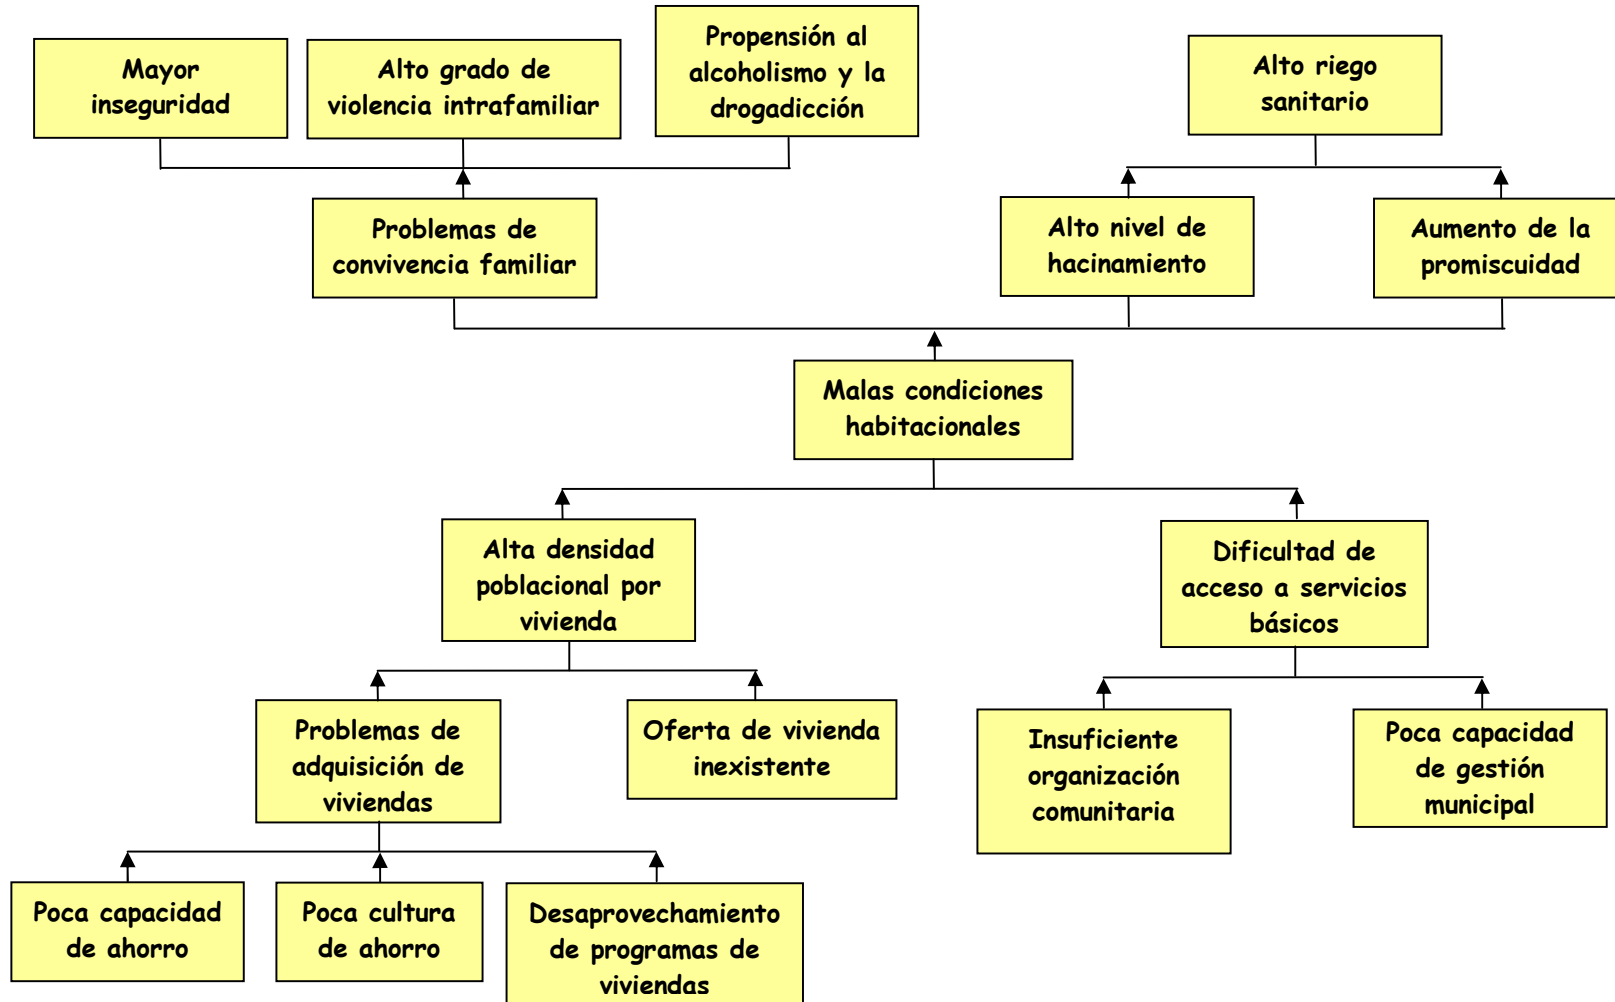 Mayor
inseguridad
Alto grado de
violencia intrafamiliar
Propensión al
alcoholismo y la
drogadicción
Alto riego
sanitario
Problemas de
convivencia familiar
Alto nivel de
hacinamiento
Aumento de la
promiscuidad
Malas condiciones
habitacionales
Alta densidad
poblacional por
vivienda
Dificultad de
acceso a servicios
básicos
Problemas de
adquisición de
viviendas
Oferta de vivienda
inexistente
Insuficiente
organización
comunitaria
Poca capacidad
de gestión
municipal
Poca capacidad
de ahorro
Poca cultura
de ahorro
Desaprovechamiento
de programas de
viviendas